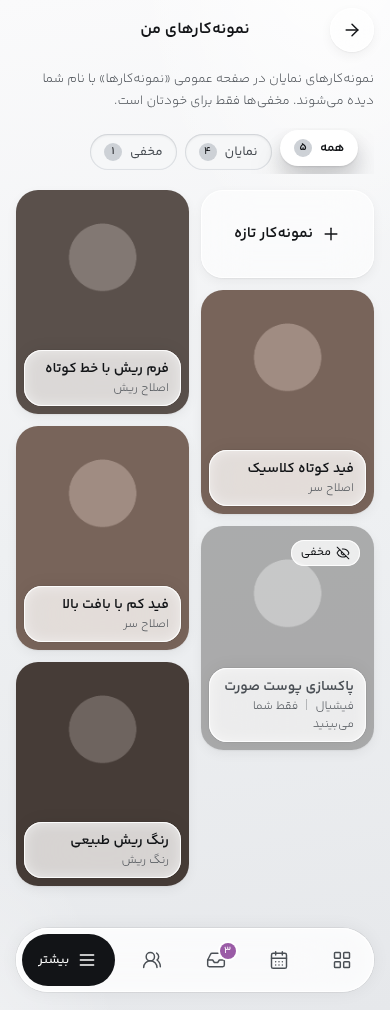 نمونه‌کارهای من
نمونه‌کارهای نمایان در صفحه عمومی «نمونه‌کارها» با نام شما
دیده می‌شوند. مخفی‌ها فقط برای خودتان است.
همه ۵
نمایان ۴
مخفی ۱
نمونه‌کار تازه
فرم ریش با خط کوتاه
اصلاح ریش
فید کوتاه کلاسیک
اصلاح سر
فید کم با بافت بالا
اصلاح سر
مخفی
پاکسازی پوست صورت
فیشیال | فقط شما
می‌بینید
رنگ ریش طبیعی
رنگ ریش
۳
بیشتر